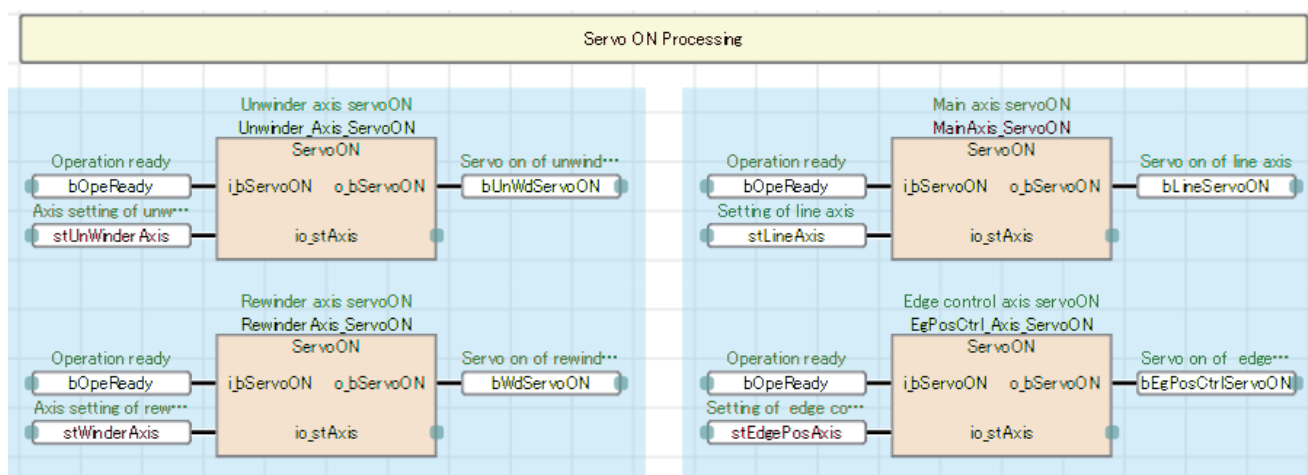 Servo ON Processing
Unwinder axis servoON
Unwinder_Axis_ServoON
ServoON
Operation ready
bOpeReady
i_bServoON
o_bServoON
Servo on of unwind…
bUnWdServoON
Axis setting of unw…
stUnWinderAxis
io_stAxis
Main axis servoON
MainAxis_ServoON
ServoON
Operation ready
bOpeReady
i_bServoON
o_bServoON
Servo on of line axis
bLineServoON
Setting of line axis
stLineAxis
io_stAxis
Rewinder axis servoON
RewinderAxis_ServoON
ServoON
Operation ready
bOpeReady
i_bServoON
o_bServoON
Servo on of rewind…
bWdServoON
Axis setting of rew…
stWinderAxis
io_stAxis
Edge control axis servoON
EgPosCtrl_Axis_ServoON
ServoON
Operation ready
bOpeReady
i_bServoON
o_bServoON
Servo on of edge…
bEgPosCtrlServoON
Setting of edge co…
stEdgePosAxis
io_stAxis